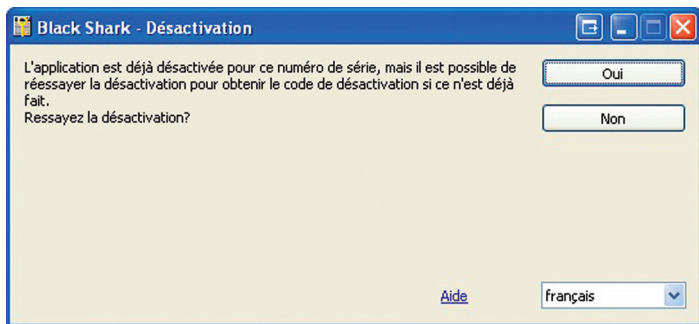 Black Shark - Désactivation
L'application est déjà désactivée pour ce numéro de série, mais il est possible de
réessayer la désactivation pour obtenir le code de désactivation si ce n'est déjà
fait.
Ressayez la désactivation?
Oui
Non
Aide
français